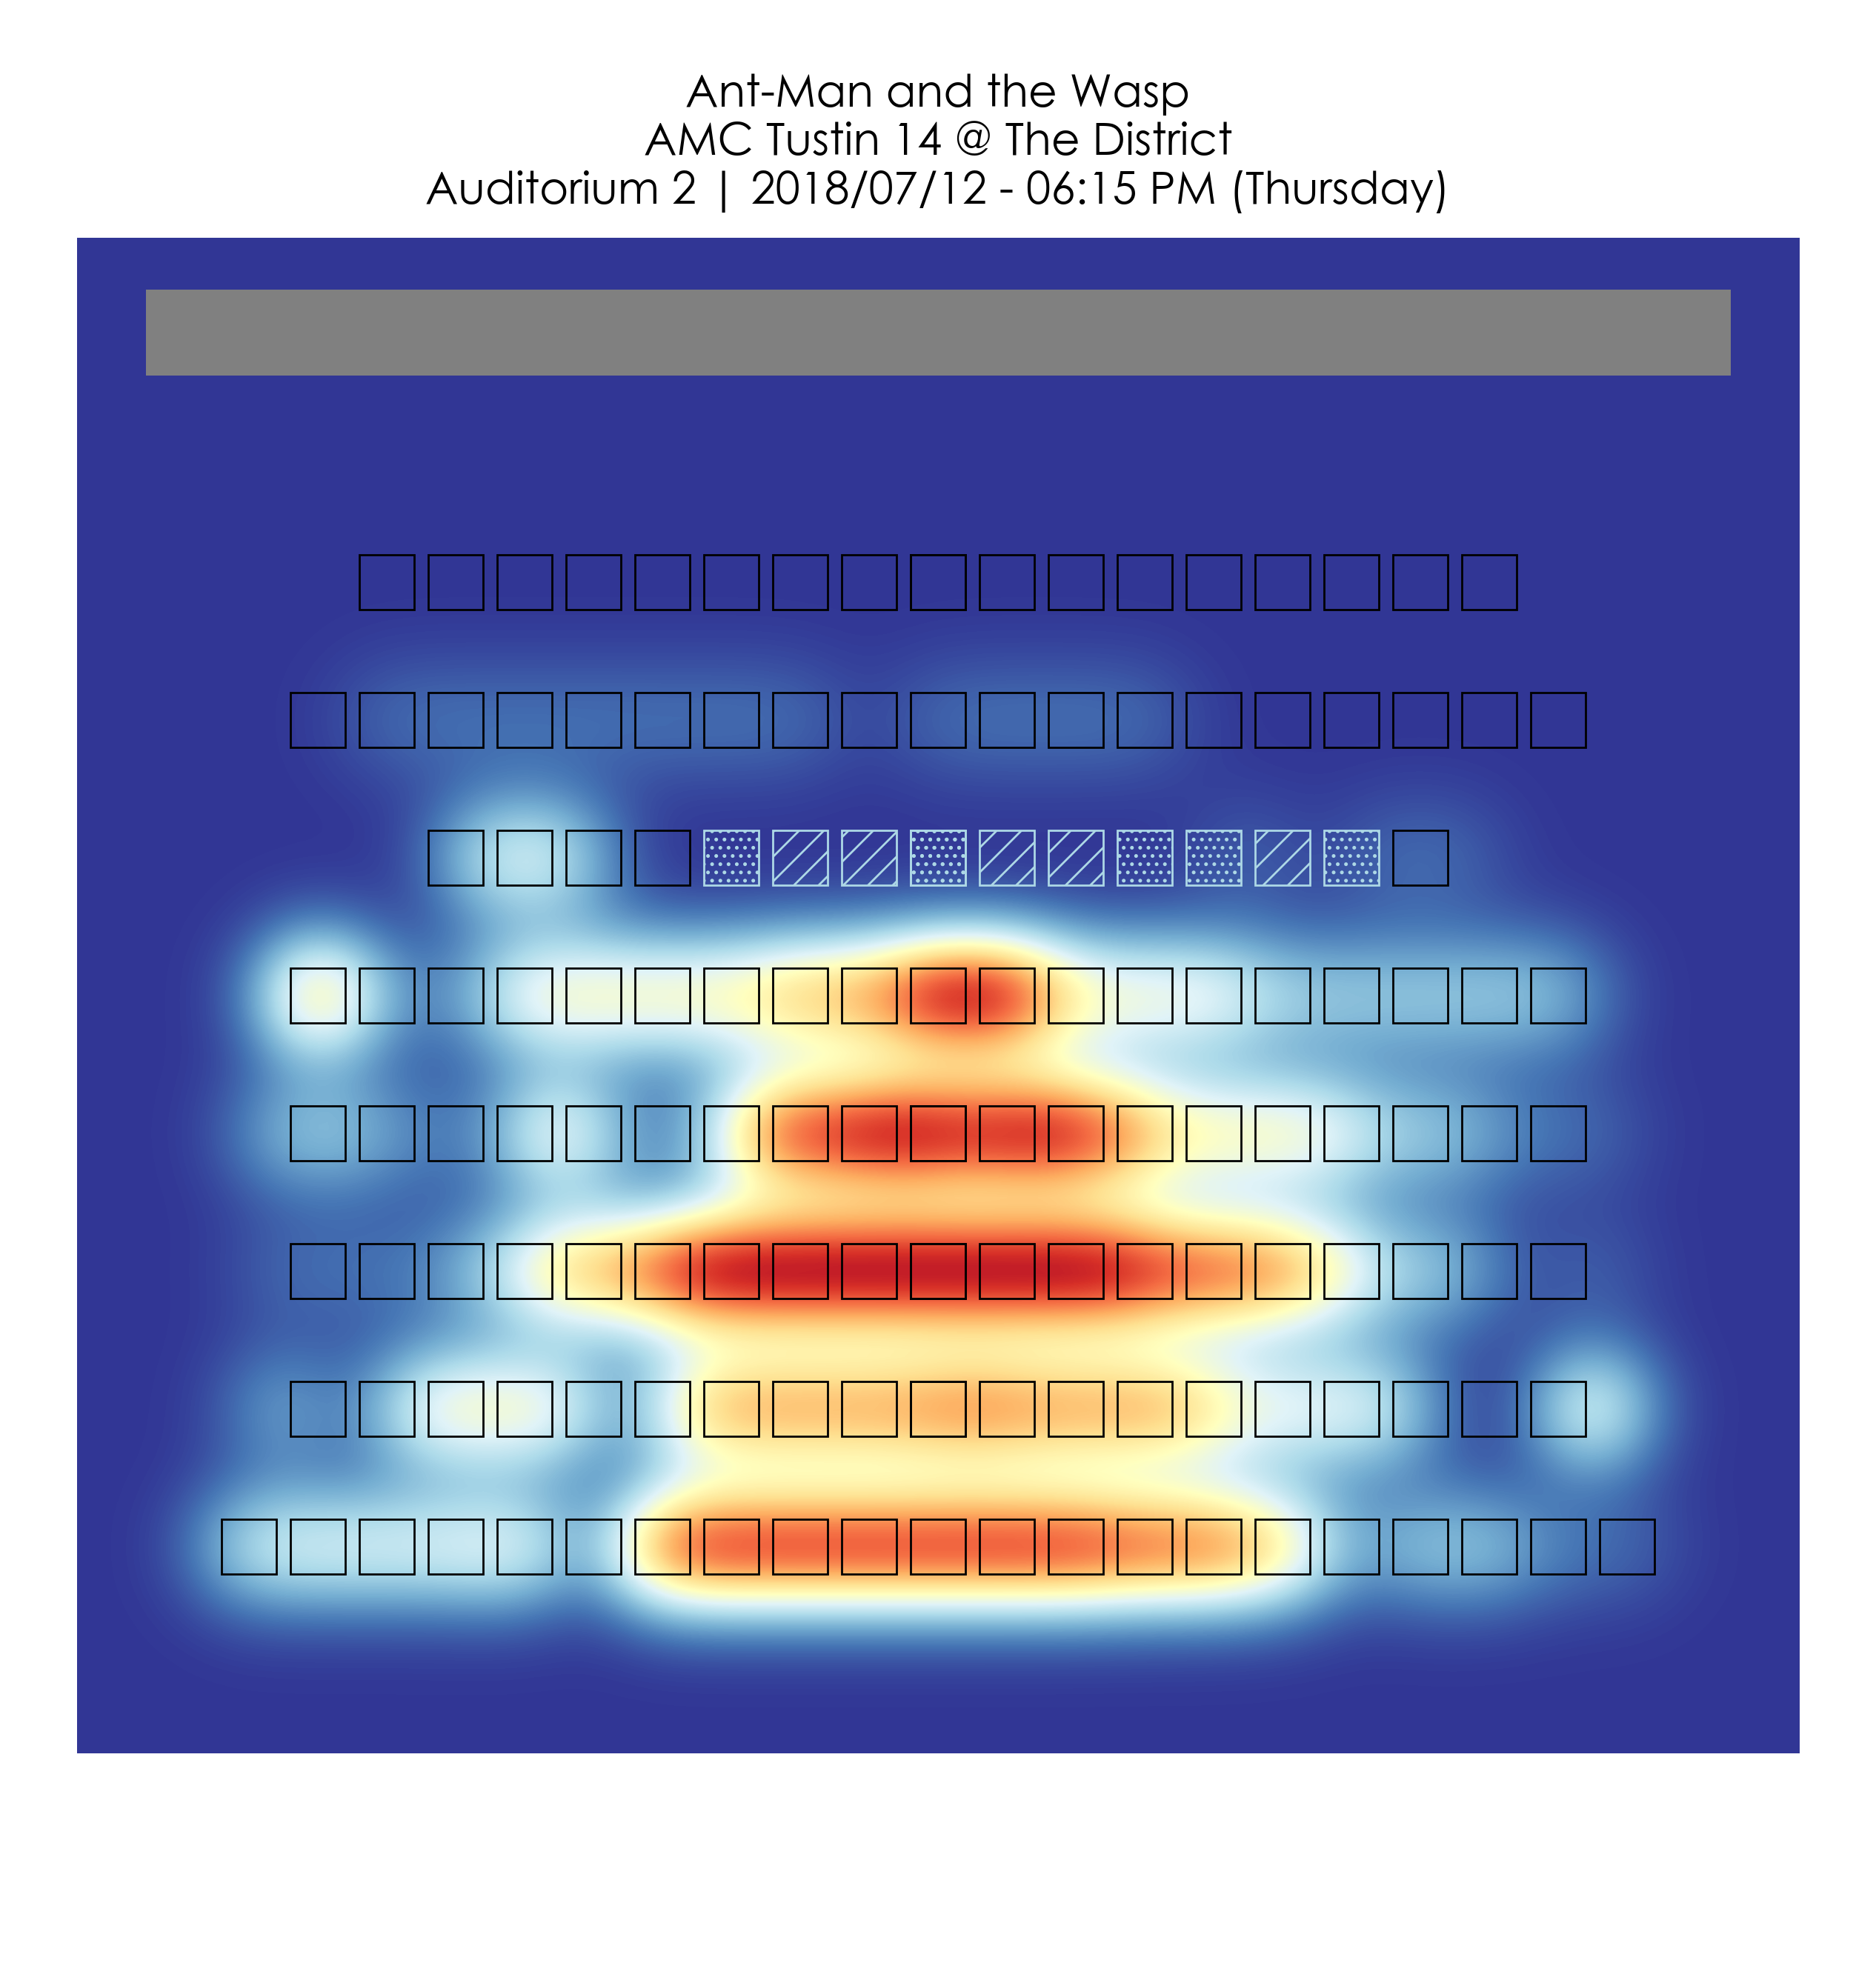 Ant-Man and the Wasp
AMC Tustin 14 @ The District
Auditorium 2 | 2018/07/12 - 06:15 PM (Thursday)